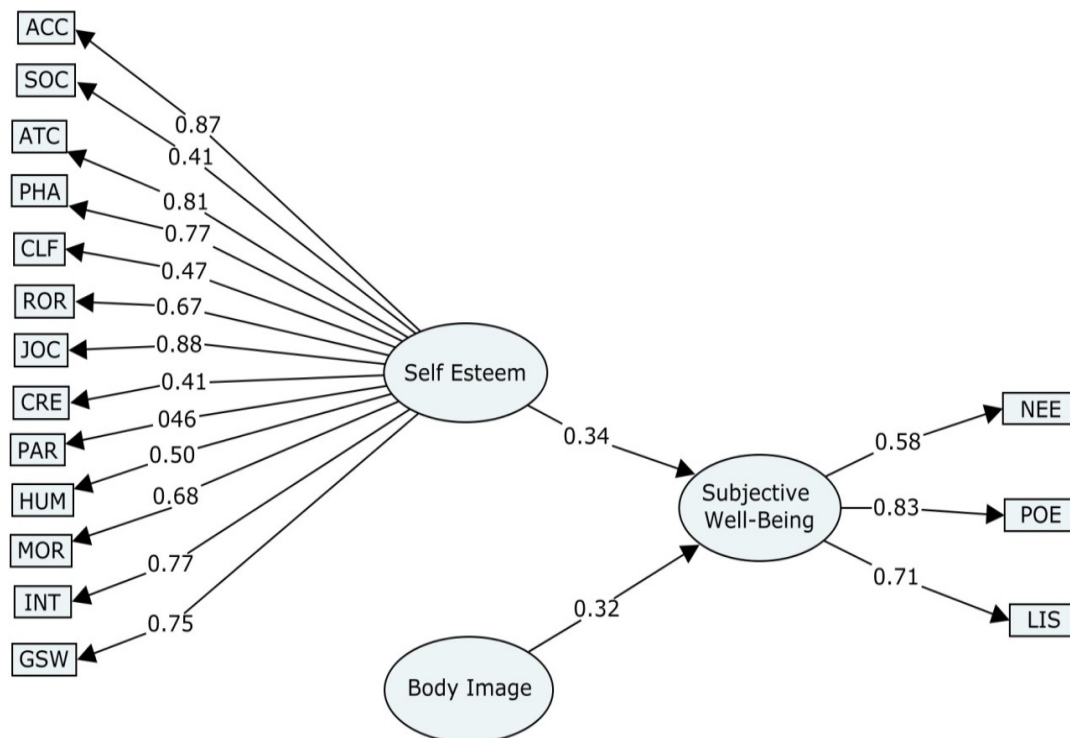 ACC
SOC
ATC
PHA
CLF
ROR
JOC
CRE
PAR
HUM
MOR
INT
GSW
0.87
0.41
0.81
0.77
0.47
0.67
0.88
0.41
046
0.50
0.68
0.77
0.75
Self Esteem
0.34
Body Image
0.32
Subjective
Well-Being
0.58
0.83
0.71
NEE
POE
LIS